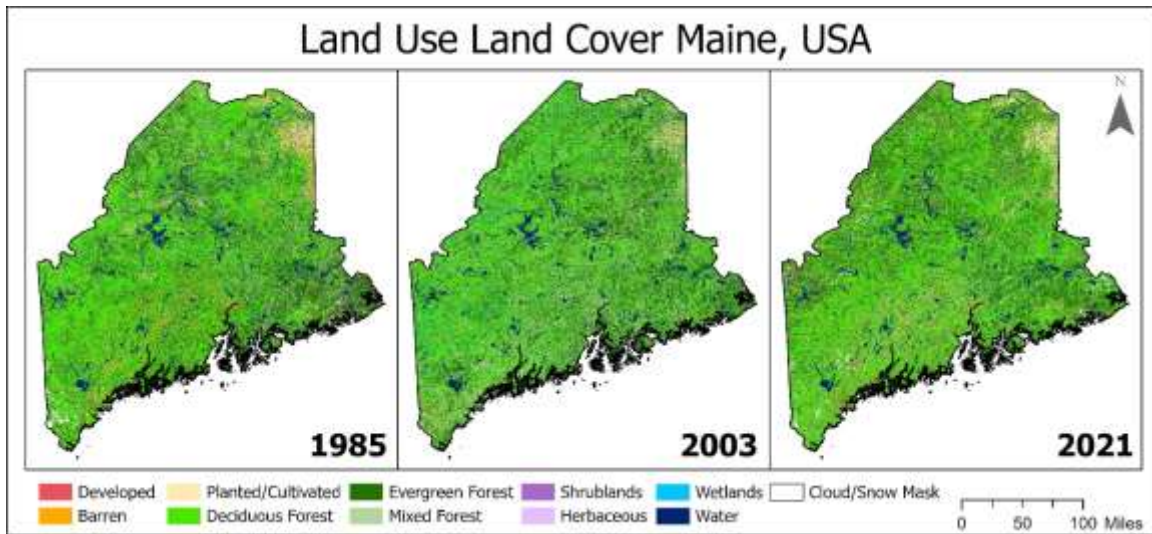 Land Use Land Cover Maine, USA
N
1985
2003
2021
Developed
Planted/Cultivated
Evergreen Forest
Shrublands
Wetlands
Cloud/Snow Mask
Barren
Deciduous Forest
Mixed Forest
Herbaceous
Water
0 50 100 Miles